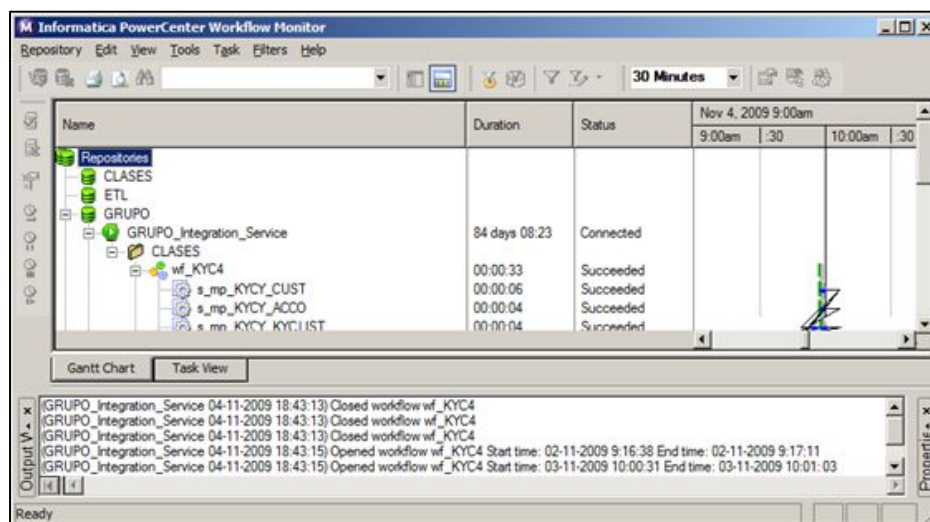 Informatica PowerCenter Workflow Monitor
Repository Edit View Tools Task Filters Help
30 Minutes
Name Duration Status Nov 4, 2009 9:00am
9:00am :30 10:00am :30
Repositories
CLASES
ETL
GRUPO
GRUPO_Integration_Service 84 days 08:23 Connected
CLASES
wf_KYC4 00:00:33 Succeeded
s_mp_KYCY_CUST 00:00:06 Succeeded
s_mp_KYCY_ACCO 00:00:04 Succeeded
s_mp_KYCY_KYCLIST 00:00:04 Succeeded
Gantt Chart Task View
(GRUPO_Integration_Service 04-11-2009 18:43:13) Closed workflow wf_KYC4
(GRUPO_Integration_Service 04-11-2009 18:43:13) Closed workflow wf_KYC4
(GRUPO_Integration_Service 04-11-2009 18:43:13) Closed workflow wf_KYC4
(GRUPO_Integration_Service 04-11-2009 18:43:15) Opened workflow wf_KYC4 Start time: 02-11-2009 9:16:38 End time: 02-11-2009 9:17:11
(GRUPO_Integration_Service 04-11-2009 18:43:15) Opened workflow wf_KYC4 Start time: 03-11-2009 10:00:31 End time: 03-11-2009 10:01:03
Output W
Propertie
Ready